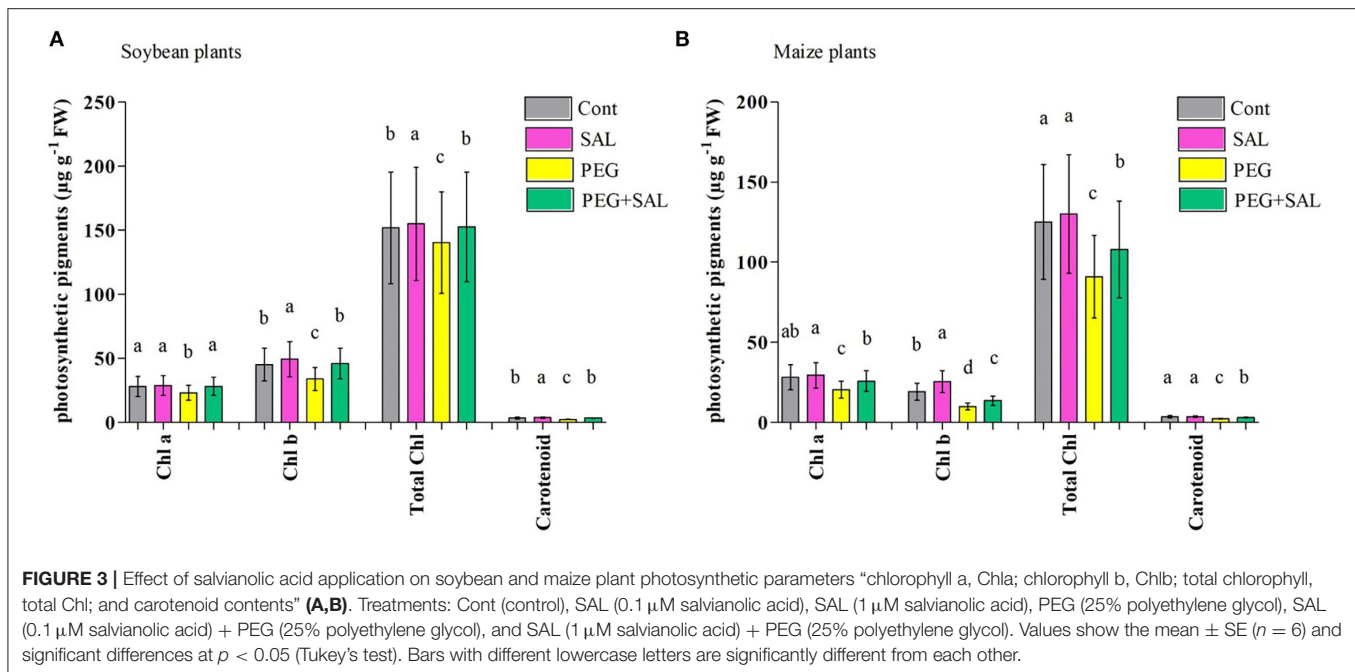 A
Soybean plants
photosynthetic pigments (µg g⁻¹ FW)
250
200
150
100
50
0
Cont
SAL
PEG
PEG+SAL
a a b a
b a c b
b a c b
b a c b
Chl a
Chl b
Total Chl
Carotenoid
B
Maize plants
photosynthetic pigments (µg g⁻¹ FW)
200
150
100
50
0
Cont
SAL
PEG
PEG+SAL
ab a c b
b a d c
a a c b
a a c b
Chl a
Chl b
Total Chl
Carotenoid
FIGURE 3 | Effect of salvianolic acid application on soybean and maize plant photosynthetic parameters “chlorophyll a, Chla; chlorophyll b, Chlb; total chlorophyll,
total Chl; and carotenoid contents” (A,B). Treatments: Cont (control), SAL (0.1 µM salvianolic acid), SAL (1 µM salvianolic acid), PEG (25% polyethylene glycol), SAL
(0.1 µM salvianolic acid) + PEG (25% polyethylene glycol), and SAL (1 µM salvianolic acid) + PEG (25% polyethylene glycol). Values show the mean ± SE (n = 6) and
significant differences at p < 0.05 (Tukey’s test). Bars with different lowercase letters are significantly different from each other.